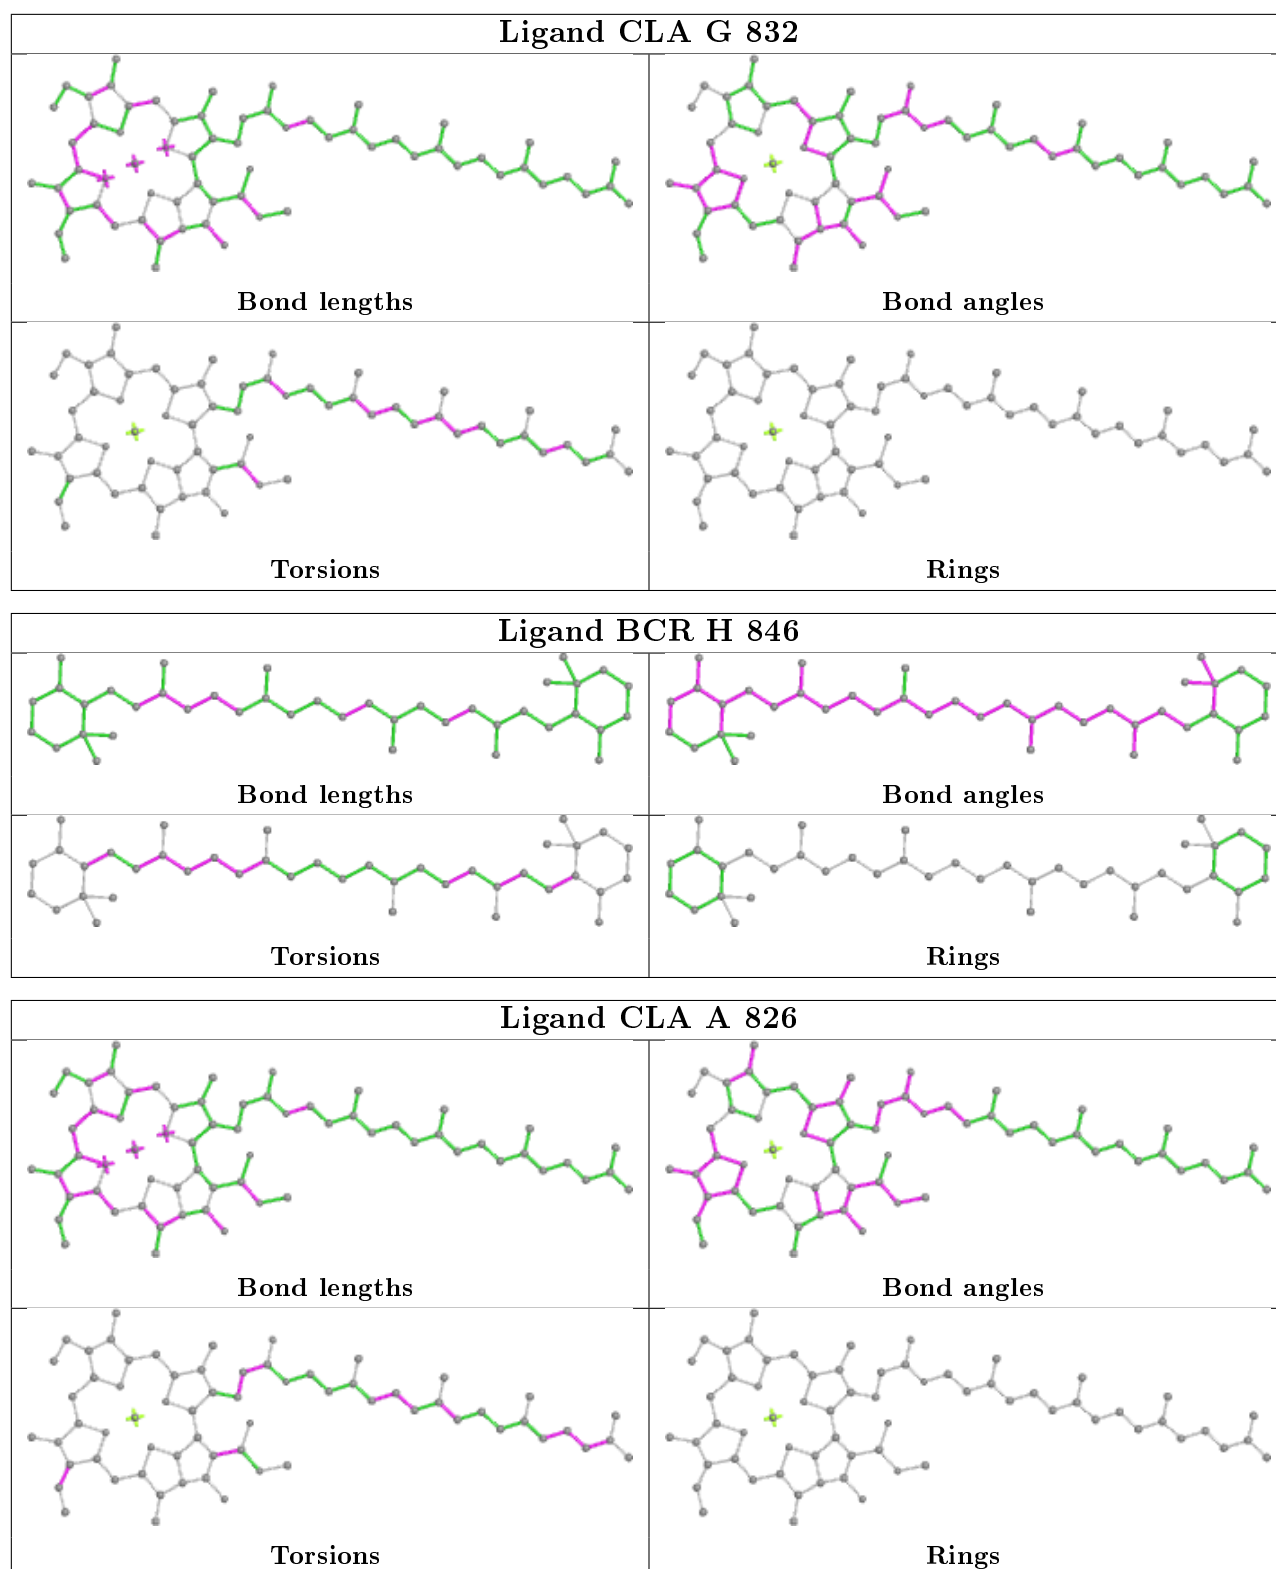 Ligand CLA G 832
Bond lengths
Bond angles
Torsions
Rings
Ligand BCR H 846
Bond lengths
Bond angles
Torsions
Rings
Ligand CLA A 826
Bond lengths
Bond angles
Torsions
Rings